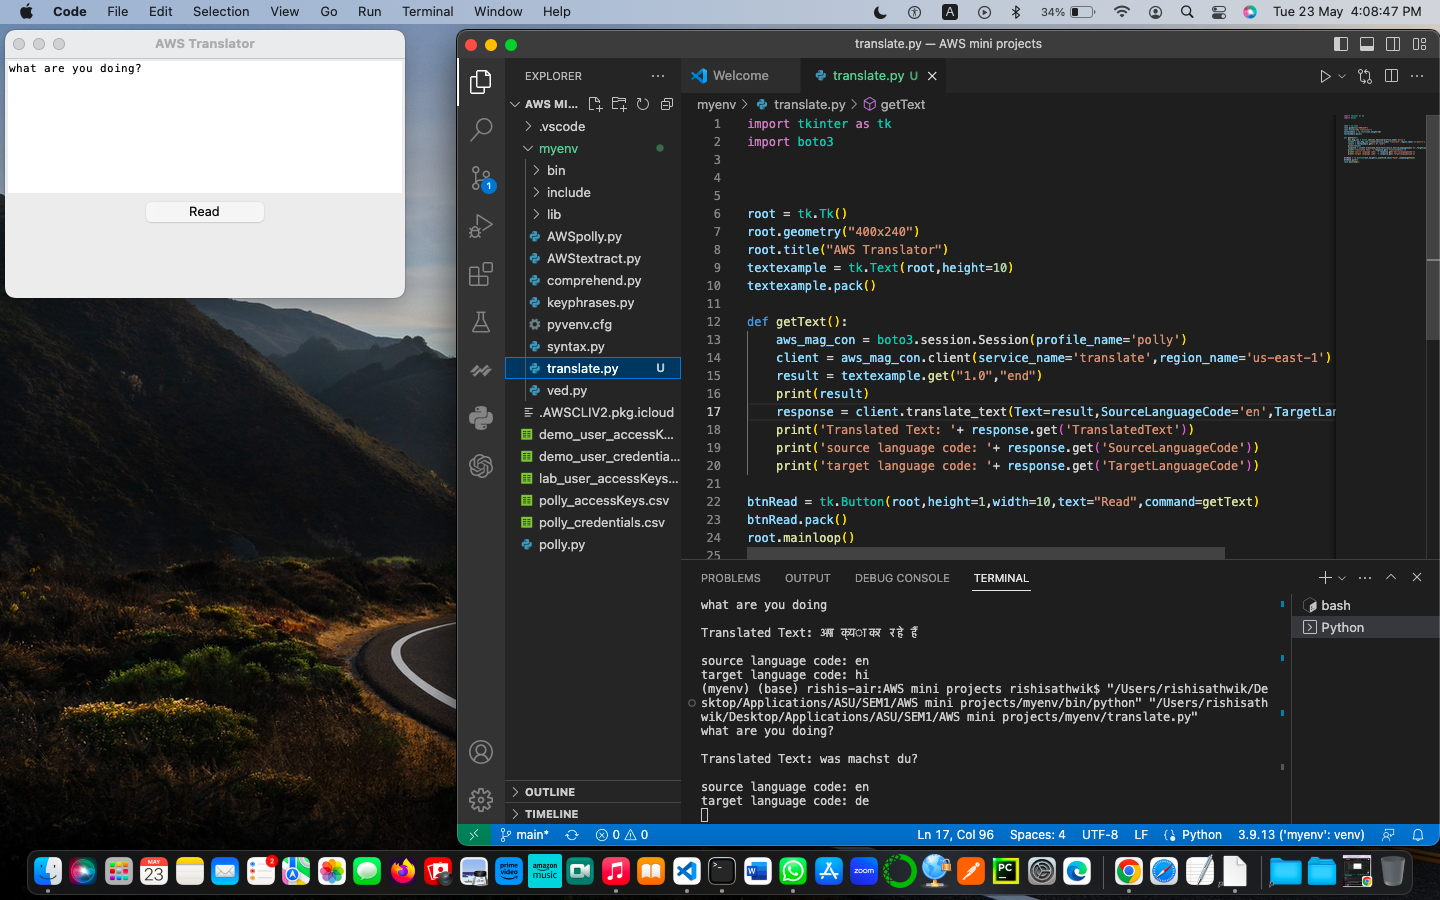 Code File Edit Selection View Go Run Terminal Window Help
A 34% Tue 23 May 4:08:47 PM
AWS Translator
what are you doing?
Read
translate.py — AWS mini projects
EXPLORER
AWS MI...
.vscode
myenv
bin
include
lib
AWSpolly.py
AWStextract.py
comprehend.py
keyphrases.py
pyvenv.cfg
syntax.py
translate.py U
ved.py
.AWSCLIV2.pkg.icloud
demo_user_accessK...
demo_user_credentia...
lab_user_accessKeys...
polly_accessKeys.csv
polly_credentials.csv
polly.py
OUTLINE
TIMELINE
1
Welcome translate.py U
myenv > translate.py > getText
1 import tkinter as tk
2 import boto3
3
4
5
6 root = tk.Tk()
7 root.geometry("400x240")
8 root.title("AWS Translator")
9 textexample = tk.Text(root,height=10)
10 textexample.pack()
11
12 def getText():
13 aws_mag_con = boto3.session.Session(profile_name='polly')
14 client = aws_mag_con.client(service_name='translate',region_name='us-east-1')
15 result = textexample.get("1.0","end")
16 print(result)
17 response = client.translate_text(Text=result,SourceLanguageCode='en',TargetLan
18 print('Translated Text: '+ response.get('TranslatedText'))
19 print('source language code: '+ response.get('SourceLanguageCode'))
20 print('target language code: '+ response.get('TargetLanguageCode'))
21
22 btnRead = tk.Button(root,height=1,width=10,text="Read",command=getText)
23 btnRead.pack()
24 root.mainloop()
25
PROBLEMS OUTPUT DEBUG CONSOLE TERMINAL
what are you doing
Translated Text: आप क्या कर रहे हैं
source language code: en
target language code: hi
(myenv) (base) rishis-air:AWS mini projects rishisathwik$ "/Users/rishisathwik/De
sktop/Applications/ASU/SEM1/AWS mini projects/myenv/bin/python" "/Users/rishisath
wik/Desktop/Applications/ASU/SEM1/AWS mini projects/myenv/translate.py"
what are you doing?
Translated Text: was machst du?
source language code: en
target language code: de
bash
Python
main* 0 0 Ln 17, Col 96 Spaces: 4 UTF-8 LF Python 3.9.13 ('myenv': venv)
MAY
23
2
prime
video
amazon
music
zoom
PC